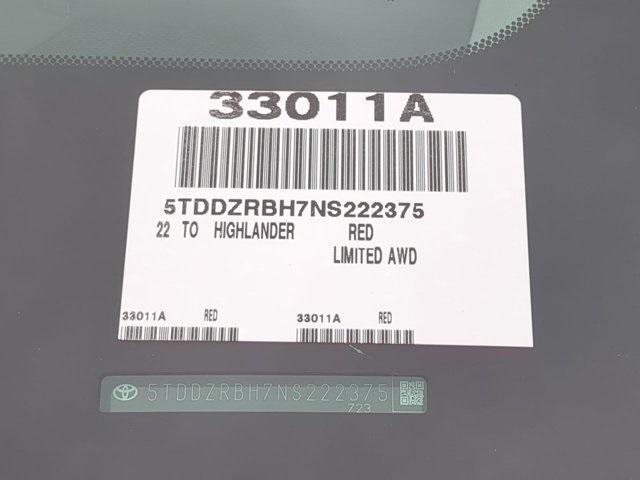 33011A
5TDDZRBH7NS222375
22 TO HIGHLANDER RED
LIMITED AWD
33011A RED 33011A RED
5TDDZRBH7NS222375
723